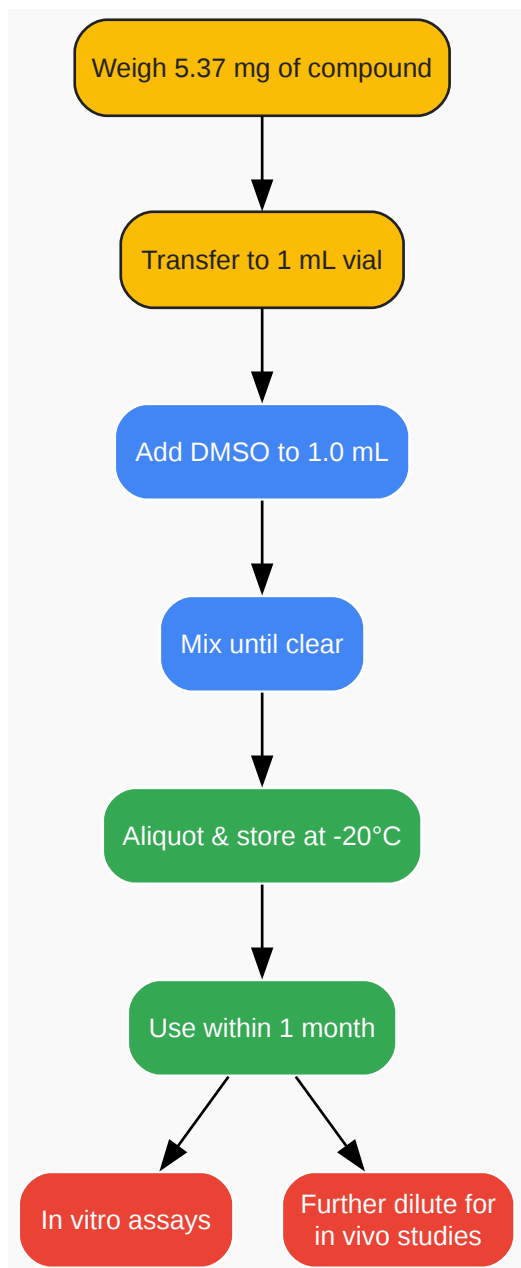 Weigh 5.37 mg of compound
Transfer to 1 mL vial
Add DMSO to 1.0 mL
Mix until clear
Aliquot & store at -20°C
Use within 1 month
In vitro assays
Further dilute for
in vivo studies